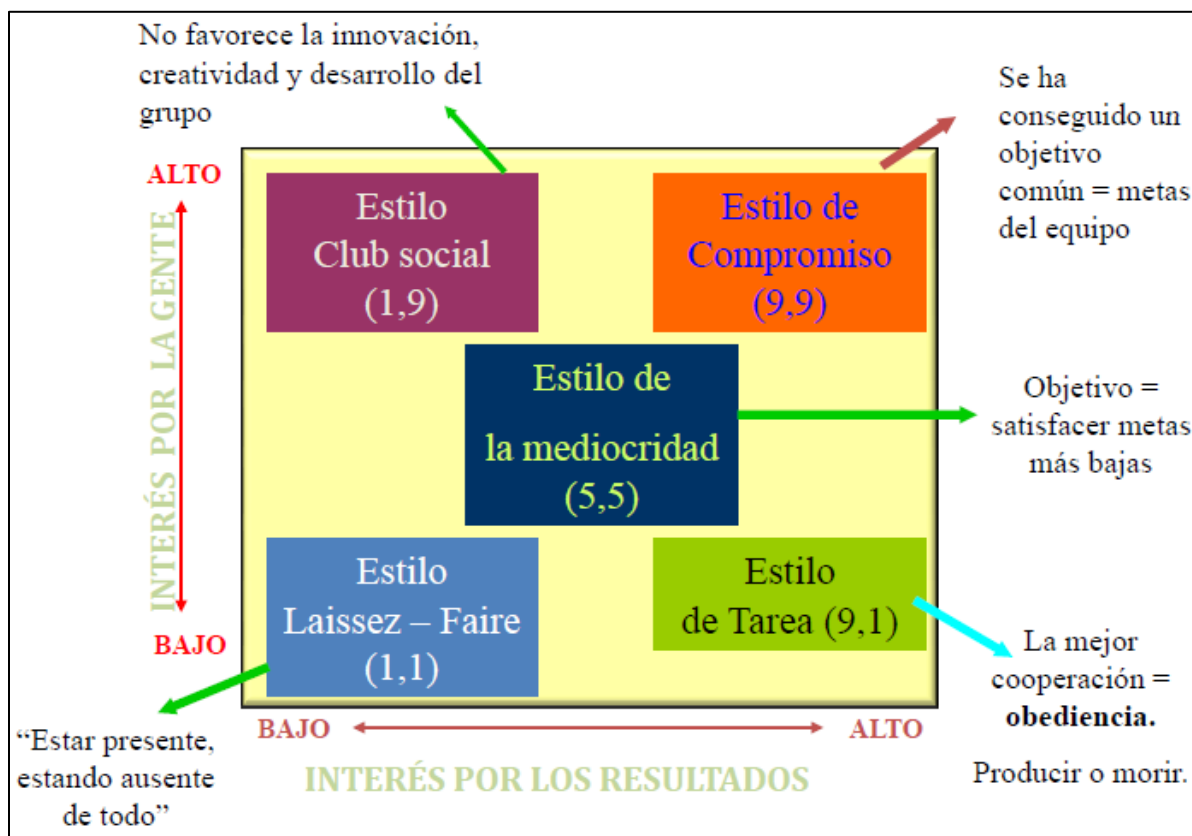 No favorece la innovación,
creatividad y desarrollo del
grupo
Se ha
conseguido un
objetivo
común = metas
del equipo
ALTO
INTERÉS POR LA GENTE
BAJO
Estilo
Club social
(1,9)
Estilo de
Compromiso
(9,9)
Estilo de
la mediocridad
(5,5)
Objetivo =
satisfacer metas
más bajas
Estilo
Laissez – Faire
(1,1)
Estilo
de Tarea (9,1)
La mejor
cooperación =
obediencia.
Producir o morir.
“Estar presente,
estando ausente
de todo”
BAJO
ALTO
INTERÉS POR LOS RESULTADOS